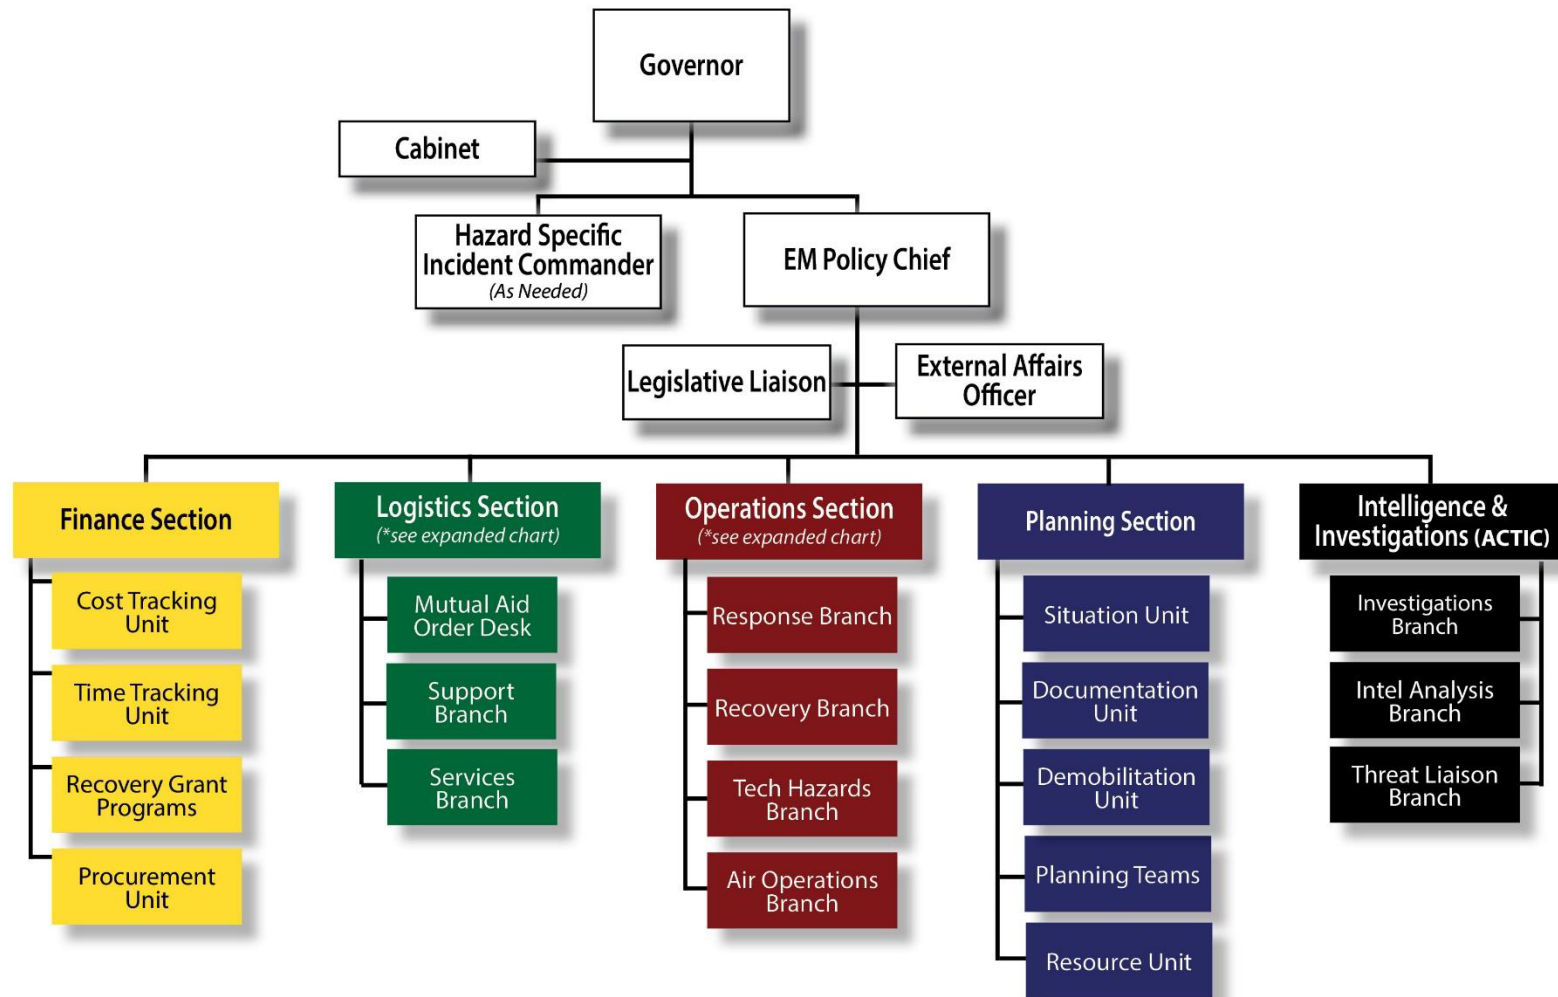 Governor
Cabinet
Hazard Specific
Incident Commander
(As Needed)
EM Policy Chief
Legislative Liaison
External Affairs
Officer
Finance Section
Cost Tracking
Unit
Time Tracking
Unit
Recovery Grant
Programs
Procurement
Unit
Logistics Section
(*see expanded chart)
Mutual Aid
Order Desk
Support
Branch
Services
Branch
Operations Section
(*see expanded chart)
Response Branch
Recovery Branch
Tech Hazards
Branch
Air Operations
Branch
Planning Section
Situation Unit
Documentation
Unit
Demobilitation
Unit
Planning Teams
Resource Unit
Intelligence &
Investigations (ACTIC)
Investigations
Branch
Intel Analysis
Branch
Threat Liaison
Branch